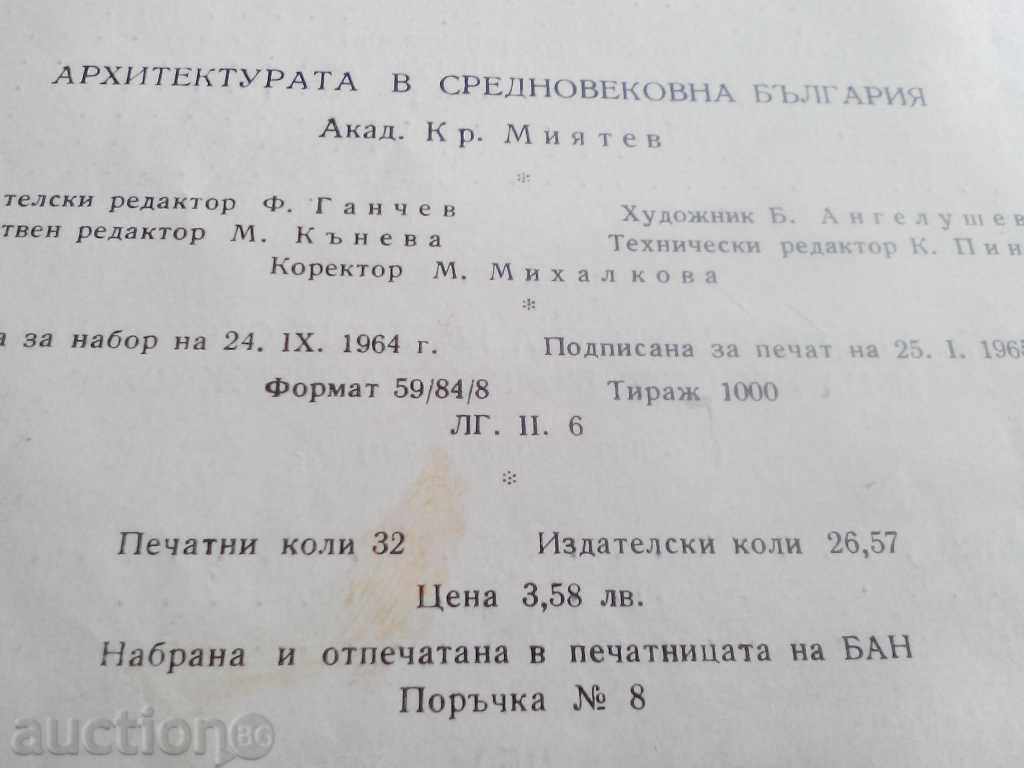 АРХИТЕКТУРАТА В СРЕДНОВЕКОВНА БЪЛГАРИЯ
Акад. Кр. Миятев
*
телски редактор Ф. Ганчев Художник Б. Ангелушев
твен редактор М. Кънева Технически редактор К. Пин
Коректор М. Михалкова
*
а за набор на 24. IX. 1964 г. Подписана за печат на 25. I. 1965
Формат 59/84/8 Тираж 1000
ЛГ. II. 6
*
Печатни коли 32 Издателски коли 26,57
Цена 3,58 лв.
Набрана и отпечатана в печатницата на БАН
Поръчка № 8
auction BG